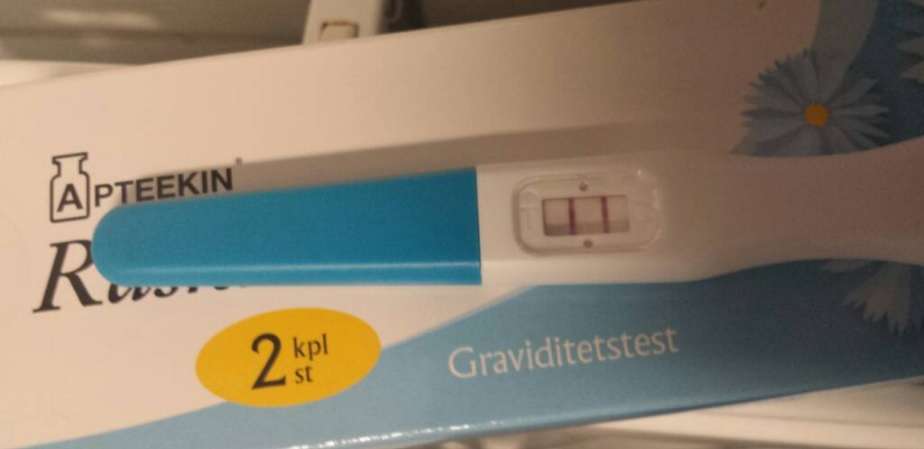 APTEEKIN
2 kpl
st
Graviditetstest